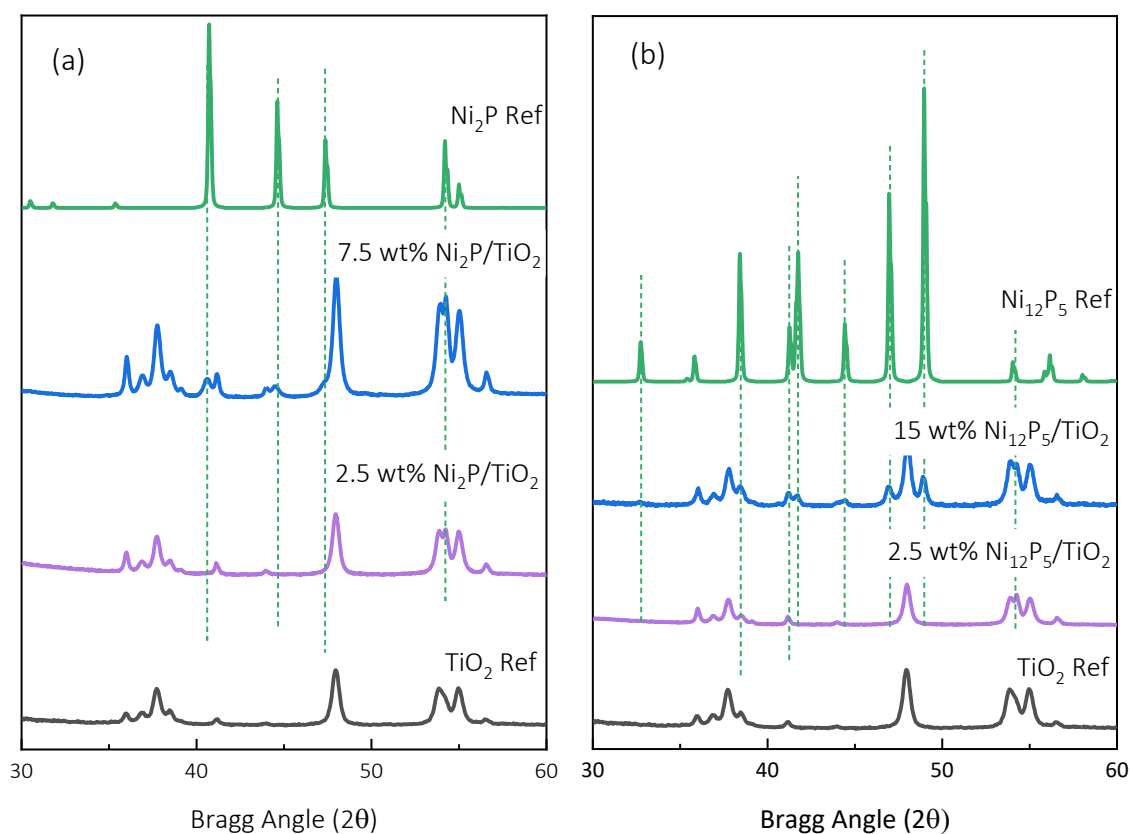 (a)
Ni₂P Ref
7.5 wt% Ni₂P/TiO₂
2.5 wt% Ni₂P/TiO₂
TiO₂ Ref
30 40 50 60
Bragg Angle (2θ)
(b)
Ni₁₂P₅ Ref
15 wt% Ni₁₂P₅/TiO₂
2.5 wt% Ni₁₂P₅/TiO₂
TiO₂ Ref
30 40 50 60
Bragg Angle (2θ)